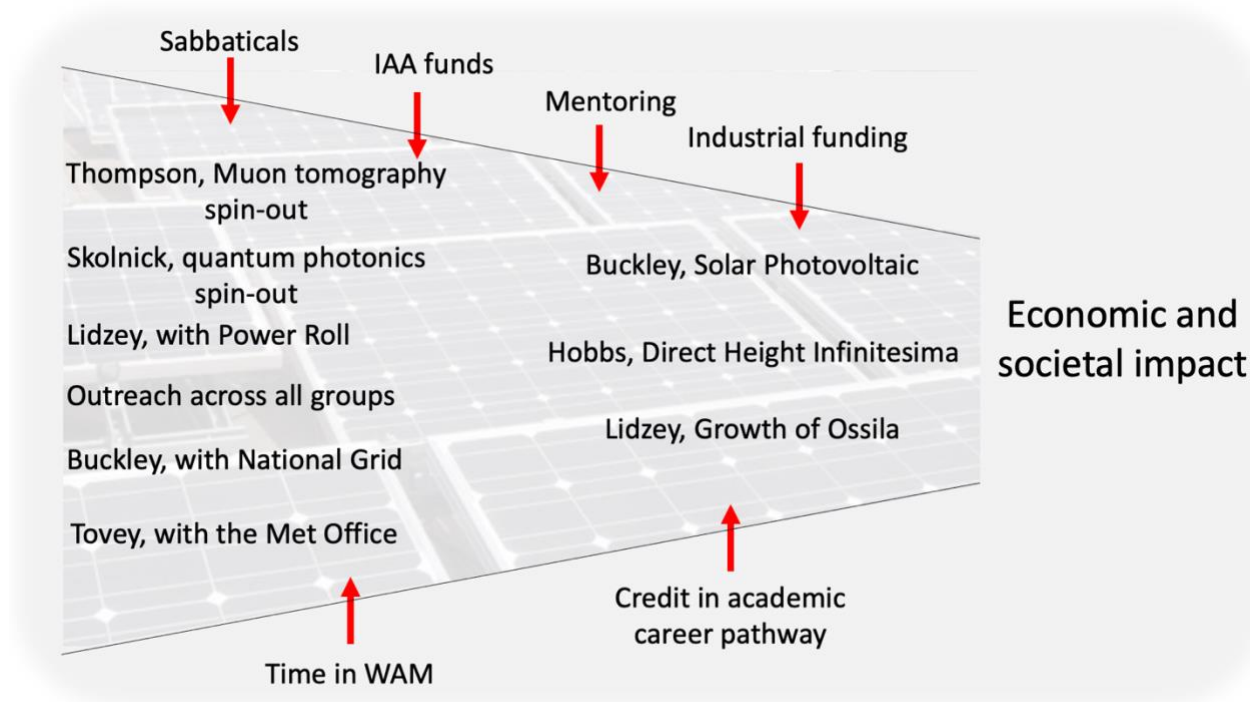 Sabbaticals
IAA funds
Mentoring
Industrial funding
Thompson, Muon tomography
spin-out
Skolnick, quantum photonics
spin-out
Lidzey, with Power Roll
Outreach across all groups
Buckley, with National Grid
Tovey, with the Met Office
Buckley, Solar Photovoltaic
Hobbs, Direct Height Infinitesima
Lidzey, Growth of Ossila
Economic and
societal impact
Time in WAM
Credit in academic
career pathway